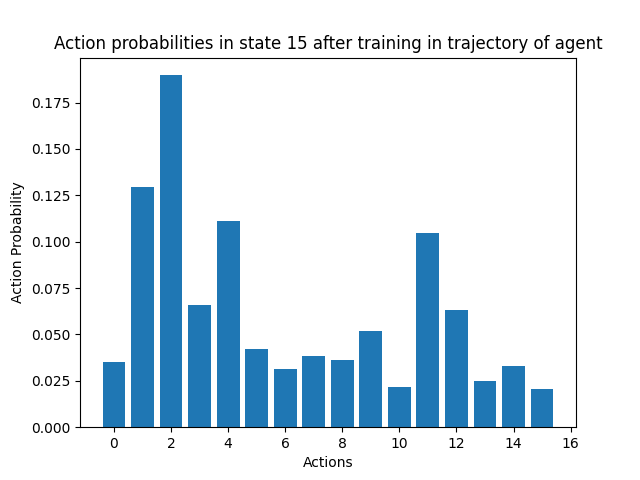 Action probabilities in state 15 after training in trajectory of agent
0.175
0.150
0.125
0.100
0.075
0.050
0.025
0.000
Action Probability
0 2 4 6 8 10 12 14 16
Actions